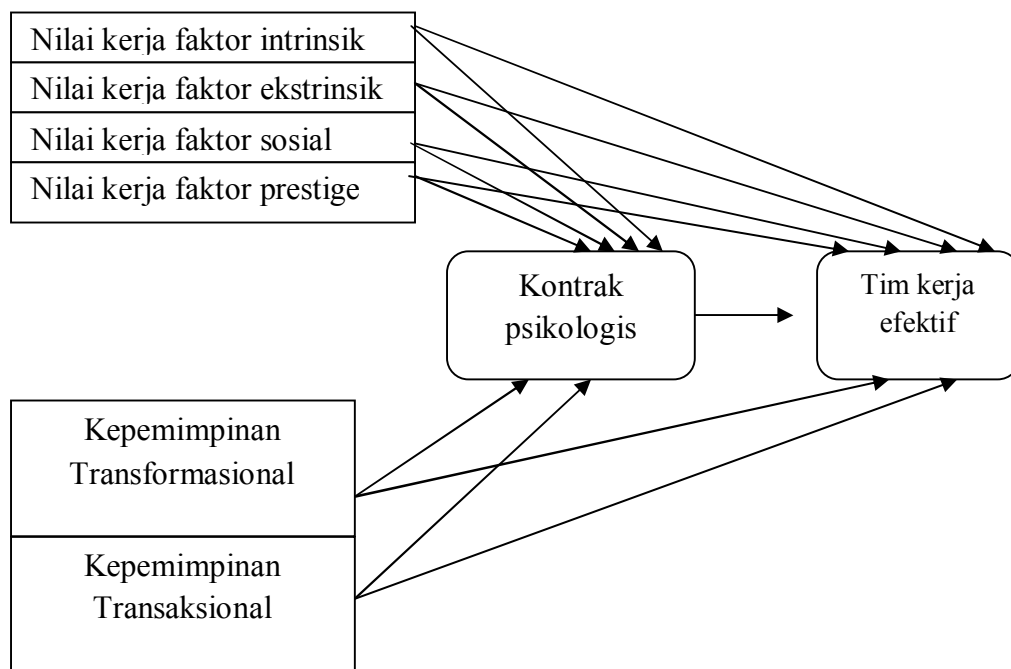 Nilai kerja faktor intrinsik
Nilai kerja faktor ekstrinsik
Nilai kerja faktor sosial
Nilai kerja faktor prestige
Kontrak
psikologis
Tim kerja
efektif
Kepemimpinan
Transformasional
Kepemimpinan
Transaksional